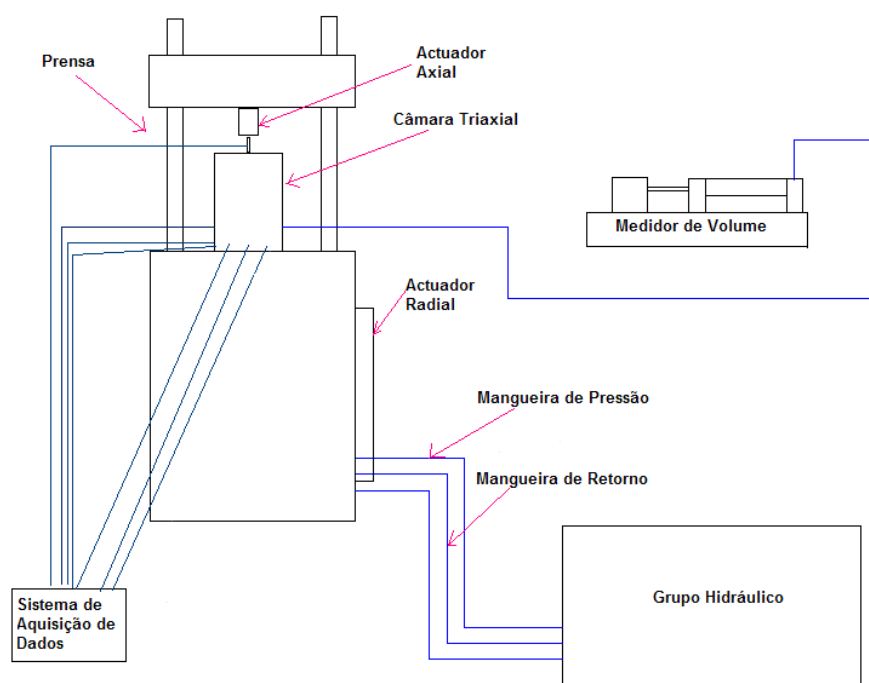 Prensa
Actuador
Axial
Câmara Triaxial
Medidor de Volume
Actuador
Radial
Mangueira de Pressão
Mangueira de Retorno
Grupo Hidráulico
Sistema de
Aquisição de
Dados